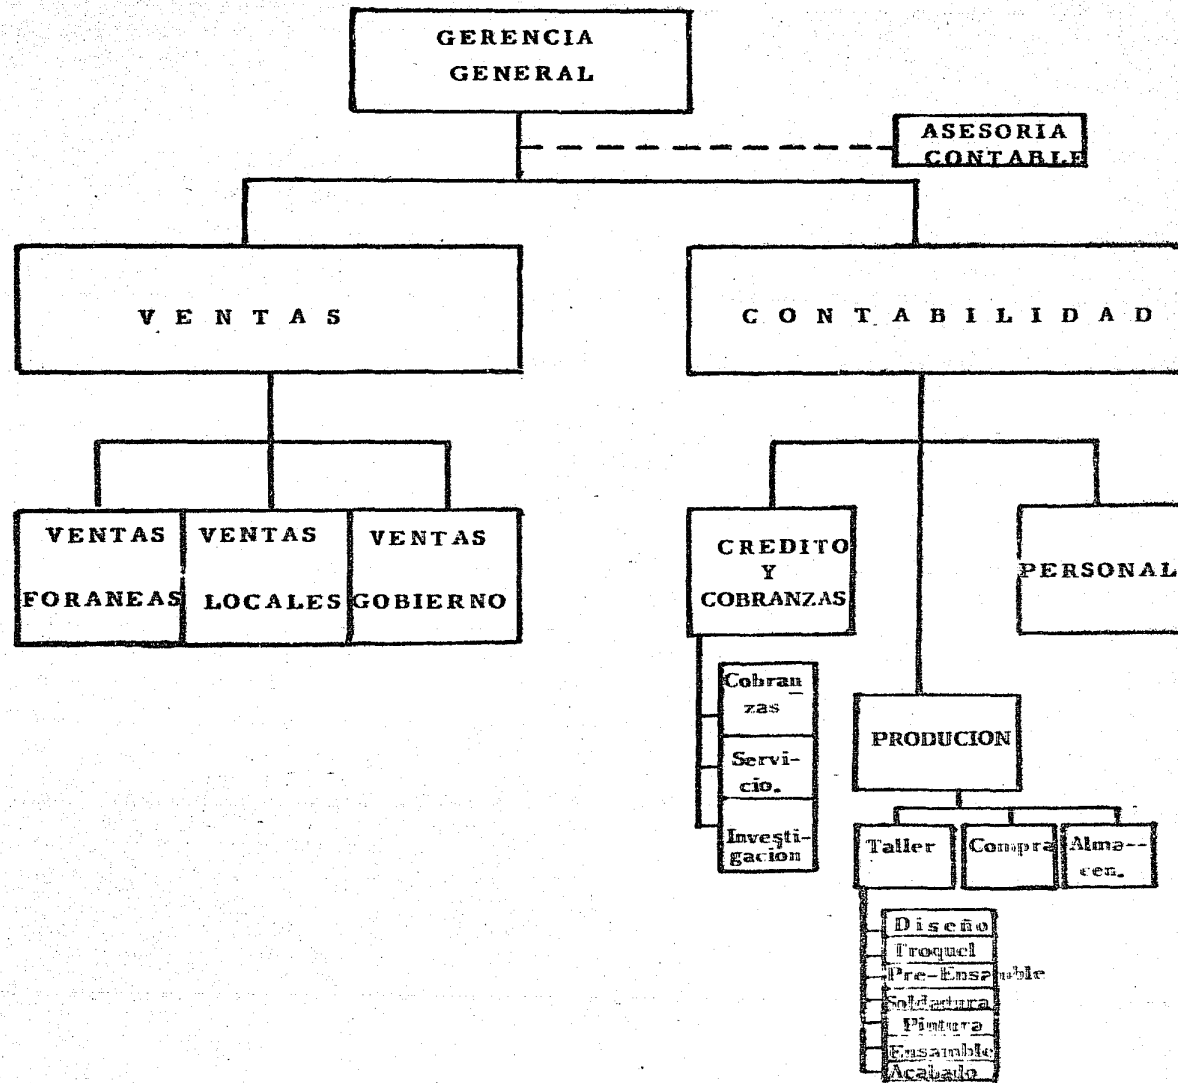 GERENCIA
GENERAL
ASESORIA
CONTABLE
V E N T A S
C O N T A B I L I D A D
VENTAS
FORANEAS
VENTAS
LOCALES
VENTAS
GOBIERNO
CREDITO
Y
COBRANZAS
PERSONAL
Cobran
zas
Servi-
cio.
Investi-
gacion
PRODUCION
Taller
Compra
Alma--
cen.
Diseño
Troquel
Pre-Ensamble
Soldadura
Pintura
Ensamble
Acabado